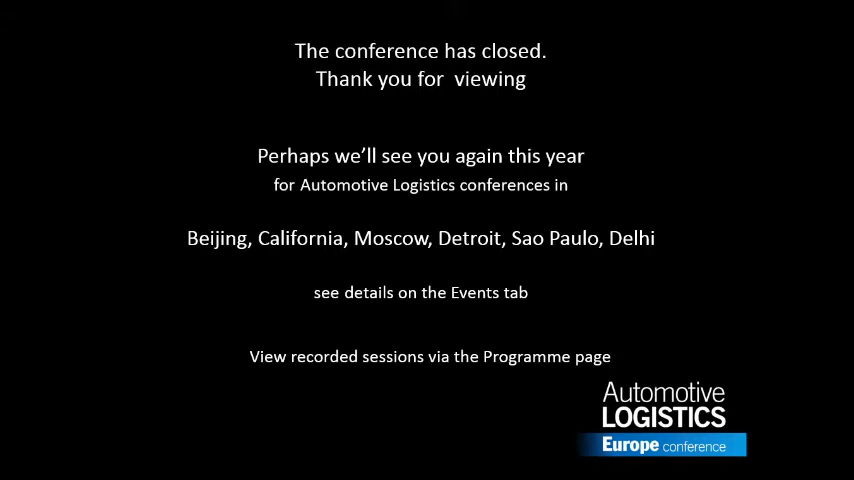 The conference has closed.
Thank you for viewing
Perhaps we'll see you again this year
for Automotive Logistics conferences in
Beijing, California, Moscow, Detroit, Sao Paulo, Delhi
see details on the Events tab
View recorded sessions via the Programme page
Automotive
LOGISTICS
Europe conference